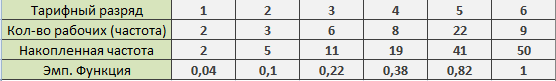 Тарифный разряд 1 2 3 4 5 6
Кол-во рабочих (частота) 2 3 6 8 22 9
Накопленная частота 2 5 11 19 41 50
Эмп. Функция 0,04 0,1 0,22 0,38 0,82 1